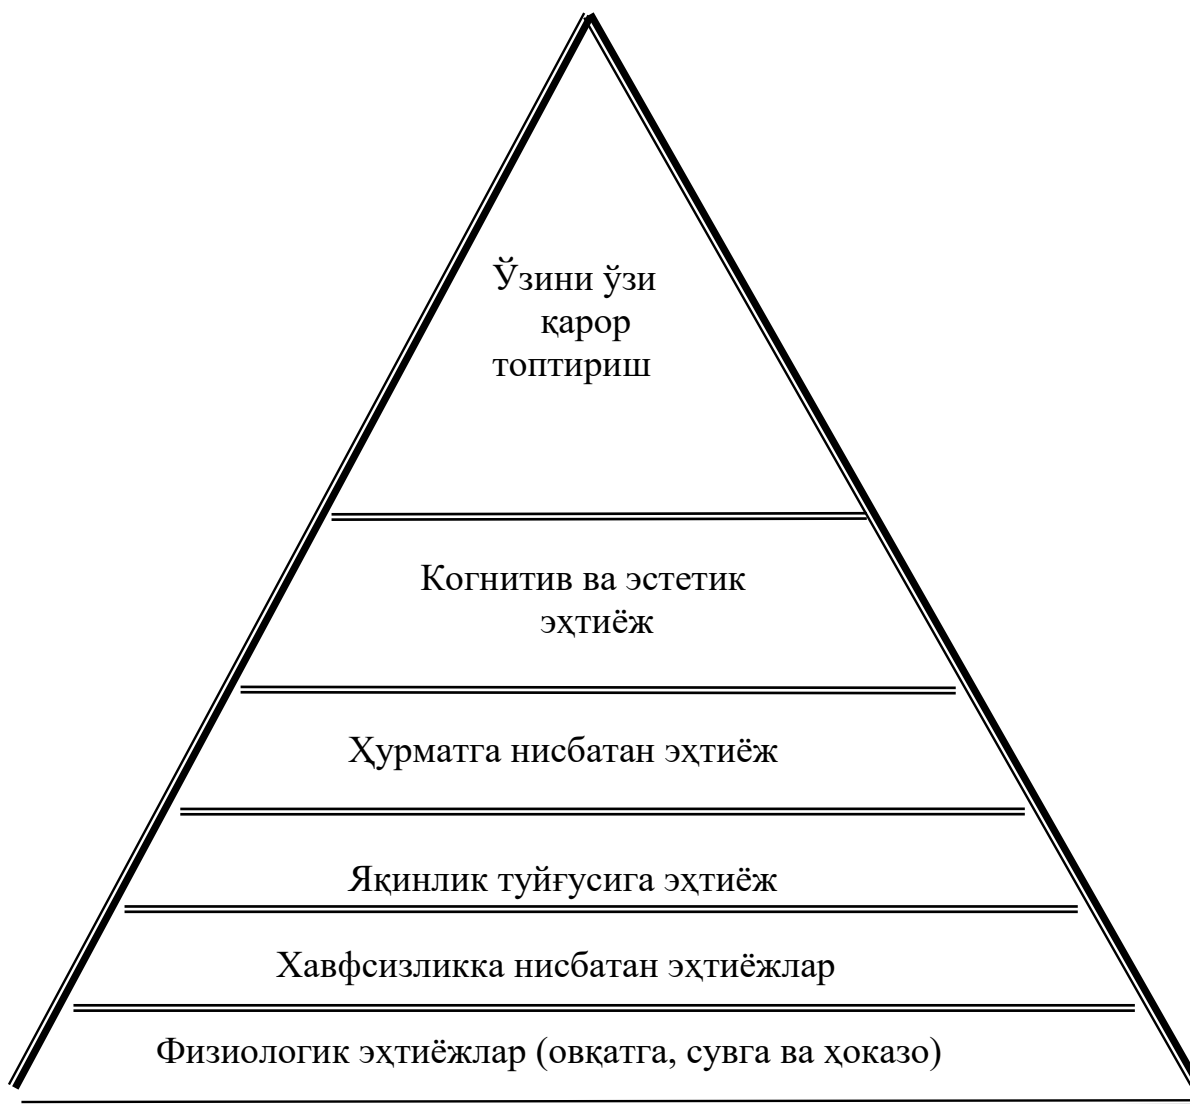 Ўзини ўзи
қарор
топтириш
Когнитив ва эстетик
эҳтиёж
Ҳурматга нисбатан эҳтиёж
Яқинлик туйғусига эҳтиёж
Хавфсизликка нисбатан эҳтиёжлар
Физиологик эҳтиёжлар (овқатга, сувга ва ҳоказо)